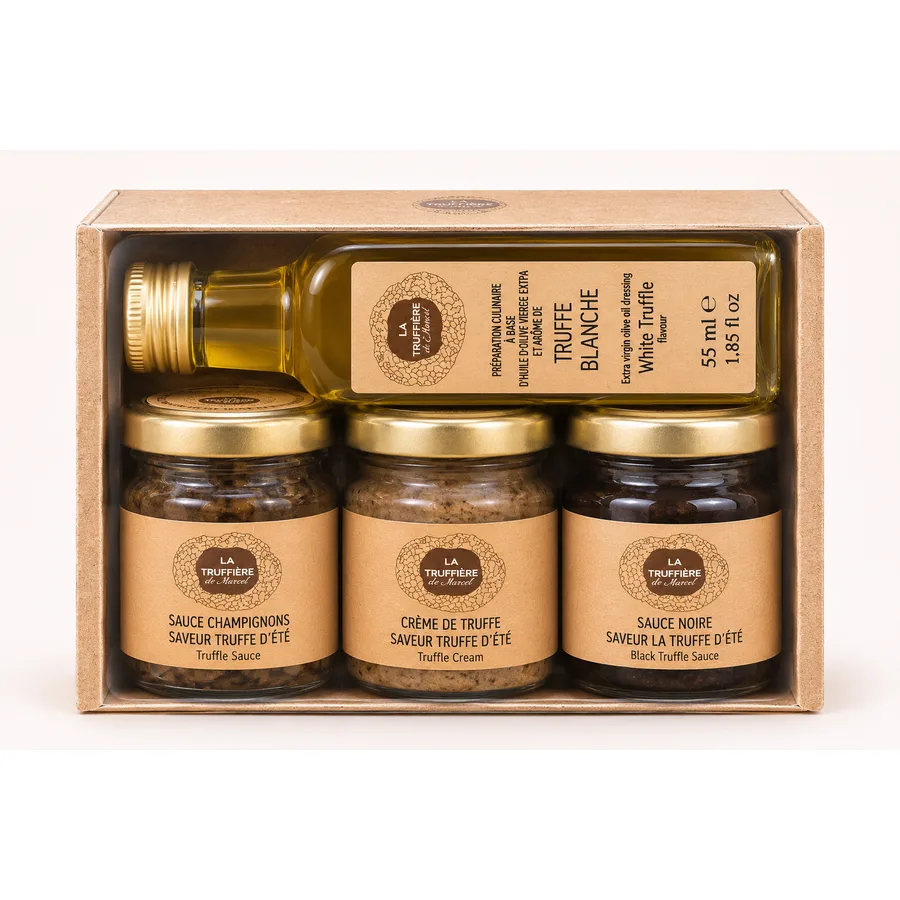 LA
TRUFFIÈRE
LA
TRUFFIÈRE
de Marcel
PRÉPARATION CULINAIRE
À BASE
D'HUILE D'OLIVE VIERGE EXTPA
ET ARÔME DE
TRUFFE
BLANCHE
Extra virgin olive oil dressing
White Truffle
flavour
55 ml e
1.85 fl oz
LA
TRUFFIÈRE
de Marcel
SAUCE CHAMPIGNONS
SAVEUR TRUFFE D'ÉTÉ
Truffle Sauce
LA
TRUFFIÈRE
de Marcel
CRÈME DE TRUFFE
SAVEUR TRUFFE D'ÉTÉ
Truffle Cream
LA
TRUFFIÈRE
de Marcel
SAUCE NOIRE
SAVEUR LA TRUFFE D'ÉTÉ
Black Truffle Sauce